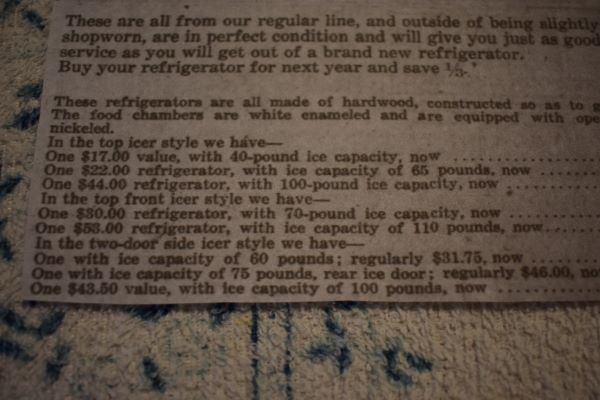 These are all from our regular line, and outside of being slightly
shopworn, are in perfect condition and will give you just as good
service as you will get out of a brand new refrigerator.
Buy your refrigerator for next year and save ⅓.
These refrigerators are all made of hardwood, constructed so as to g
The food chambers are white enameled and are equipped with ope
nickeled.
In the top icer style we have—
One $17.00 value, with 40-pound ice capacity, now ..................
One $22.00 refrigerator, with ice capacity of 65 pounds, now ......
One $44.00 refrigerator, with 100-pound ice capacity, now ..........
In the top front icer style we have—
One $30.00 refrigerator, with 70-pound ice capacity, now ..........
One $53.00 refrigerator, with ice capacity of 110 pounds, now.....
In the two-door side icer style we have—
One with ice capacity of 60 pounds; regularly $31.75, now ..........
One with ice capacity of 75 pounds, rear ice door; regularly $46.00, no
One $43.50 value, with ice capacity of 100 pounds, now ............